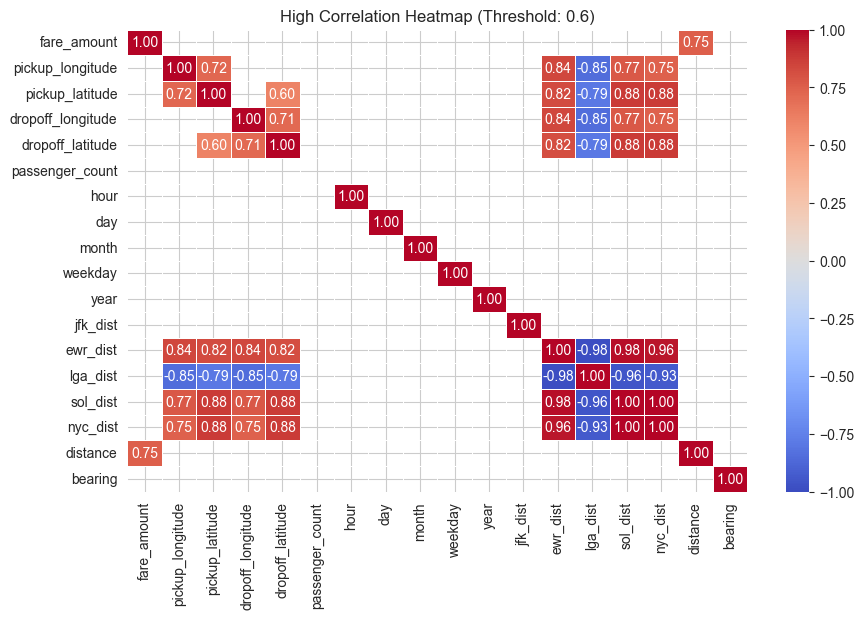 High Correlation Heatmap (Threshold: 0.6)
fare_amount 1.00 0.75
pickup_longitude 1.00 0.72 0.84 -0.85 0.77 0.75
pickup_latitude 0.72 1.00 0.60 0.82 -0.79 0.88 0.88
dropoff_longitude 1.00 0.71 0.84 -0.85 0.77 0.75
dropoff_latitude 0.60 0.71 1.00 0.82 -0.79 0.88 0.88
passenger_count
hour 1.00
day 1.00
month 1.00
weekday 1.00
year 1.00
jfk_dist 1.00
ewr_dist 0.84 0.82 0.84 0.82 1.00 -0.98 0.98 0.96
lga_dist -0.85 -0.79 -0.85 -0.79 -0.98 1.00 -0.96 -0.93
sol_dist 0.77 0.88 0.77 0.88 0.98 -0.96 1.00 1.00
nyc_dist 0.75 0.88 0.75 0.88 0.96 -0.93 1.00 1.00
distance 0.75 1.00
bearing 1.00
fare_amount
pickup_longitude
pickup_latitude
dropoff_longitude
dropoff_latitude
passenger_count
hour
day
month
weekday
year
jfk_dist
ewr_dist
lga_dist
sol_dist
nyc_dist
distance
bearing
1.00
0.75
0.50
0.25
0.00
−0.25
−0.50
−0.75
−1.00